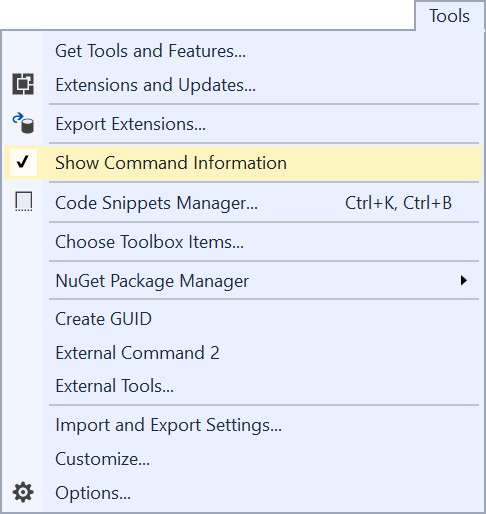 Tools
Get Tools and Features...
Extensions and Updates...
Export Extensions...
Show Command Information
Code Snippets Manager... Ctrl+K, Ctrl+B
Choose Toolbox Items...
NuGet Package Manager
Create GUID
External Command 2
External Tools...
Import and Export Settings...
Customize...
Options...